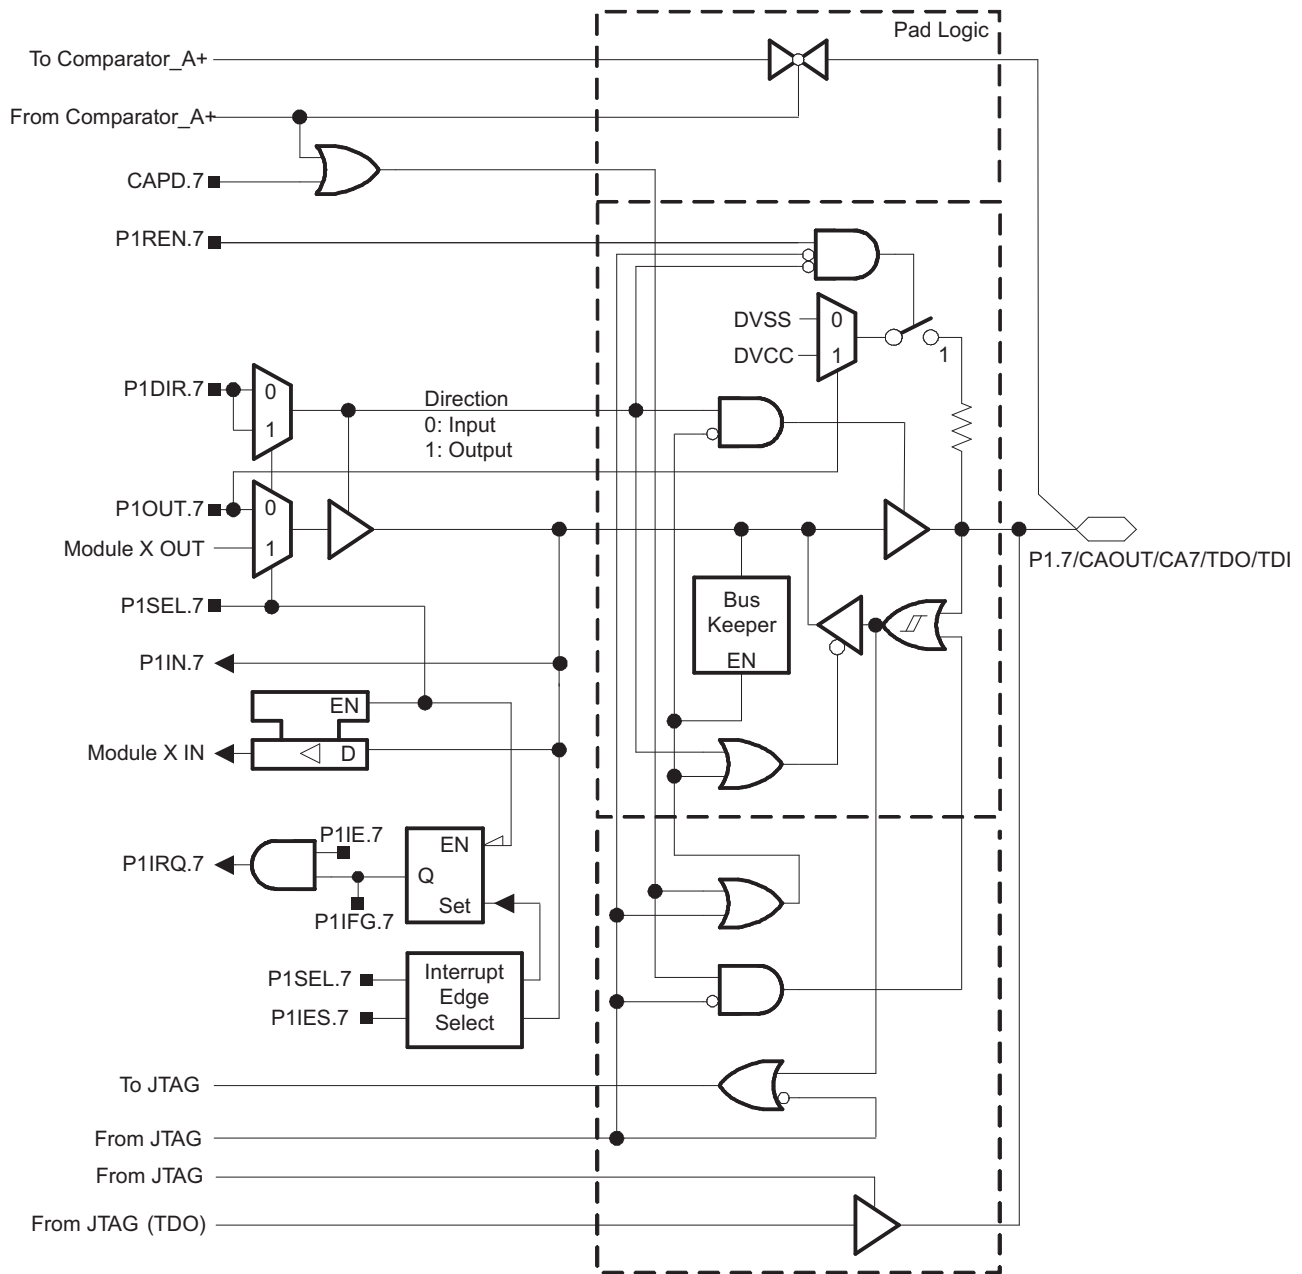 Pad Logic
To Comparator_A+
From Comparator_A+
CAPD.7
P1REN.7
DVSS
0
DVCC
1
1
P1DIR.7
0
1
Direction
0: Input
1: Output
P1OUT.7
0
Module X OUT
1
P1.7/CAOUT/CA7/TDO/TDI
P1SEL.7
Bus
Keeper
EN
P1IN.7
EN
Module X IN
D
P1IE.7
EN
P1IRQ.7
Q
Set
P1IFG.7
P1SEL.7
Interrupt
Edge
Select
P1IES.7
To JTAG
From JTAG
From JTAG
From JTAG (TDO)